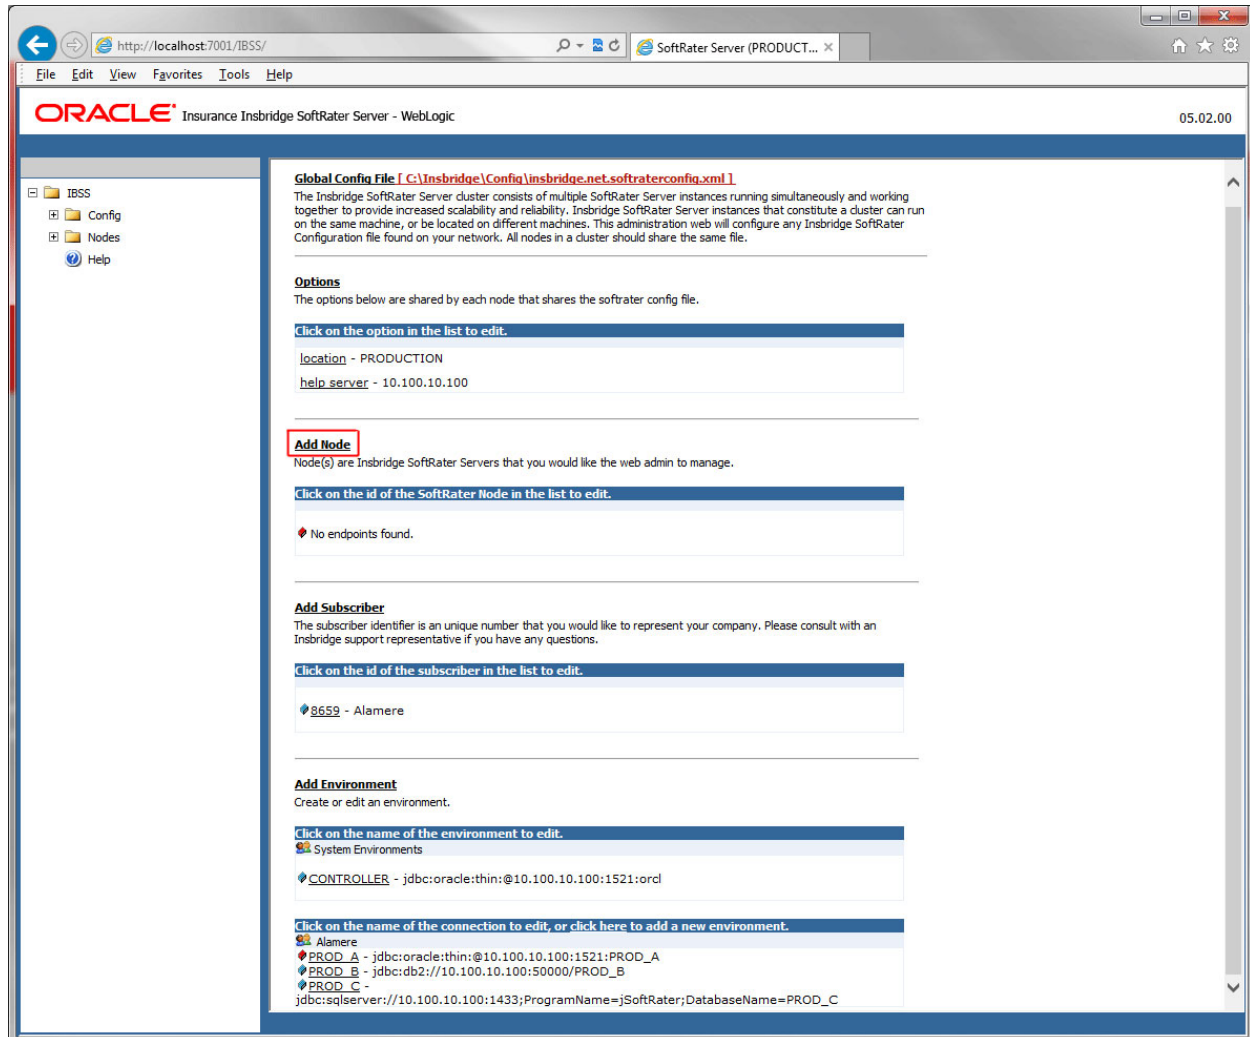 http://localhost:7001/IBSS/
SoftRater Server (PRODUCT...
File Edit View Favorites Tools Help
ORACLE Insurance Insbridge SoftRater Server - WebLogic
05.02.00
IBSS
Config
Nodes
Help
Global Config File [ C:\Insbridge\Config\insbridge.net.softraterconfig.xml ]
The Insbridge SoftRater Server cluster consists of multiple SoftRater Server instances running simultaneously and working
together to provide increased scalability and reliability. Insbridge SoftRater Server instances that constitute a cluster can run
on the same machine, or be located on different machines. This administration web will configure any Insbridge SoftRater
Configuration file found on your network. All nodes in a cluster should share the same file.
Options
The options below are shared by each node that shares the softrater config file.
Click on the option in the list to edit.
location - PRODUCTION
help server - 10.100.10.100
Add Node
Node(s) are Insbridge SoftRater Servers that you would like the web admin to manage.
Click on the id of the SoftRater Node in the list to edit.
No endpoints found.
Add Subscriber
The subscriber identifier is an unique number that you would like to represent your company. Please consult with an
Insbridge support representative if you have any questions.
Click on the id of the subscriber in the list to edit.
8659 - Alamere
Add Environment
Create or edit an environment.
Click on the name of the environment to edit.
System Environments
CONTROLLER - jdbc:oracle:thin:@10.100.10.100:1521:orcl
Click on the name of the connection to edit, or click here to add a new environment.
Alamere
PROD_A - jdbc:oracle:thin:@10.100.10.100:1521:PROD_A
PROD_B - jdbc:db2://10.100.10.100:50000/PROD_B
PROD_C -
jdbc:sqlserver://10.100.10.100:1433;ProgramName=jSoftRater;DatabaseName=PROD_C